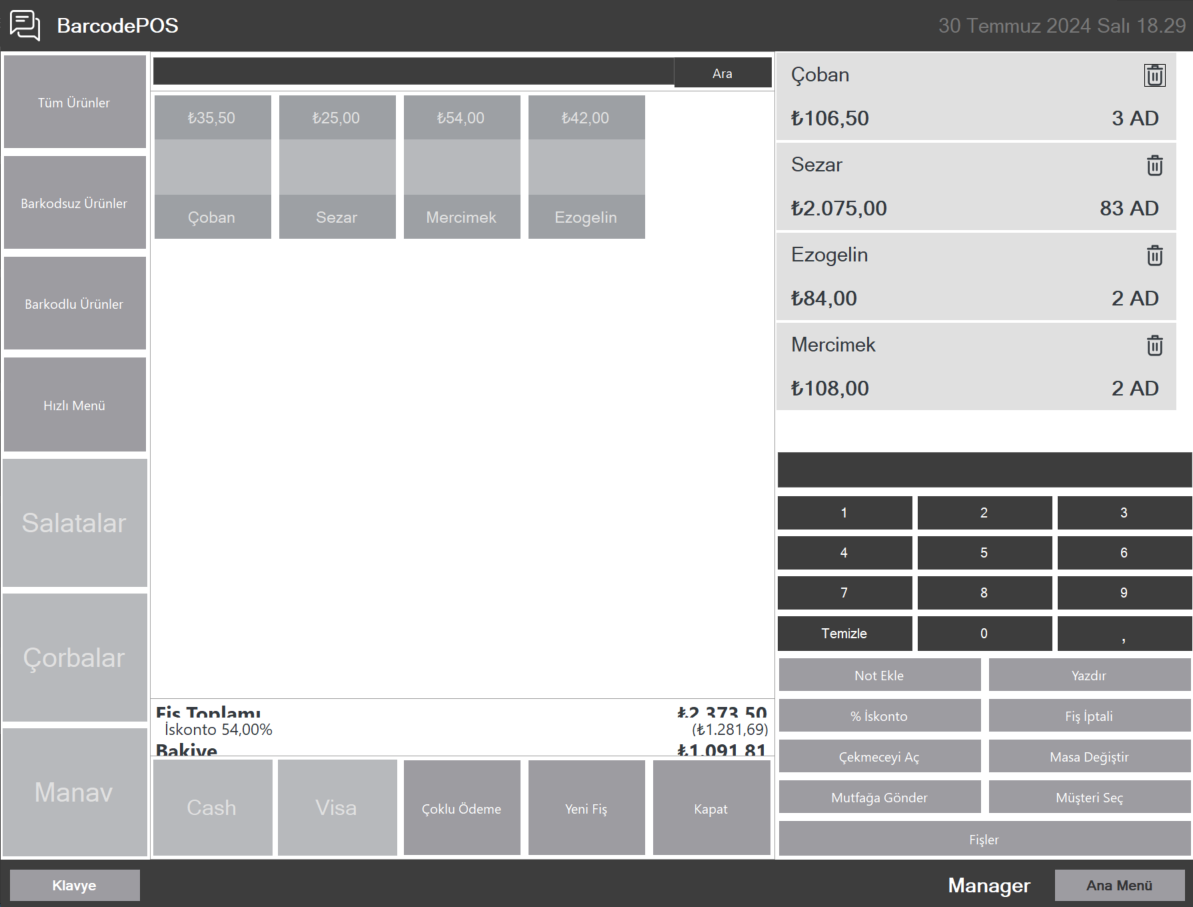 BarcodePOS
30 Temmuz 2024 Salı 18.29
Tüm Ürünler
Barkodsuz Ürünler
Barkodlu Ürünler
Hızlı Menü
Salatalar
Çorbalar
Manav
Ara
₺35,50
₺25,00
₺54,00
₺42,00
Çoban
Sezar
Mercimek
Ezogelin
Fiş Toplamı
₺2.373,50
İskonto 54,00%
(₺1.281,69)
Bakiye
₺1.091,81
Cash
Visa
Çoklu Ödeme
Yeni Fiş
Kapat
Çoban
₺106,50
3 AD
Sezar
₺2.075,00
83 AD
Ezogelin
₺84,00
2 AD
Mercimek
₺108,00
2 AD
1
2
3
4
5
6
7
8
9
Temizle
0
,
Not Ekle
Yazdır
% İskonto
Fiş İptali
Çekmeceyi Aç
Masa Değiştir
Mutfağa Gönder
Müşteri Seç
Fişler
Klavye
Manager
Ana Menü